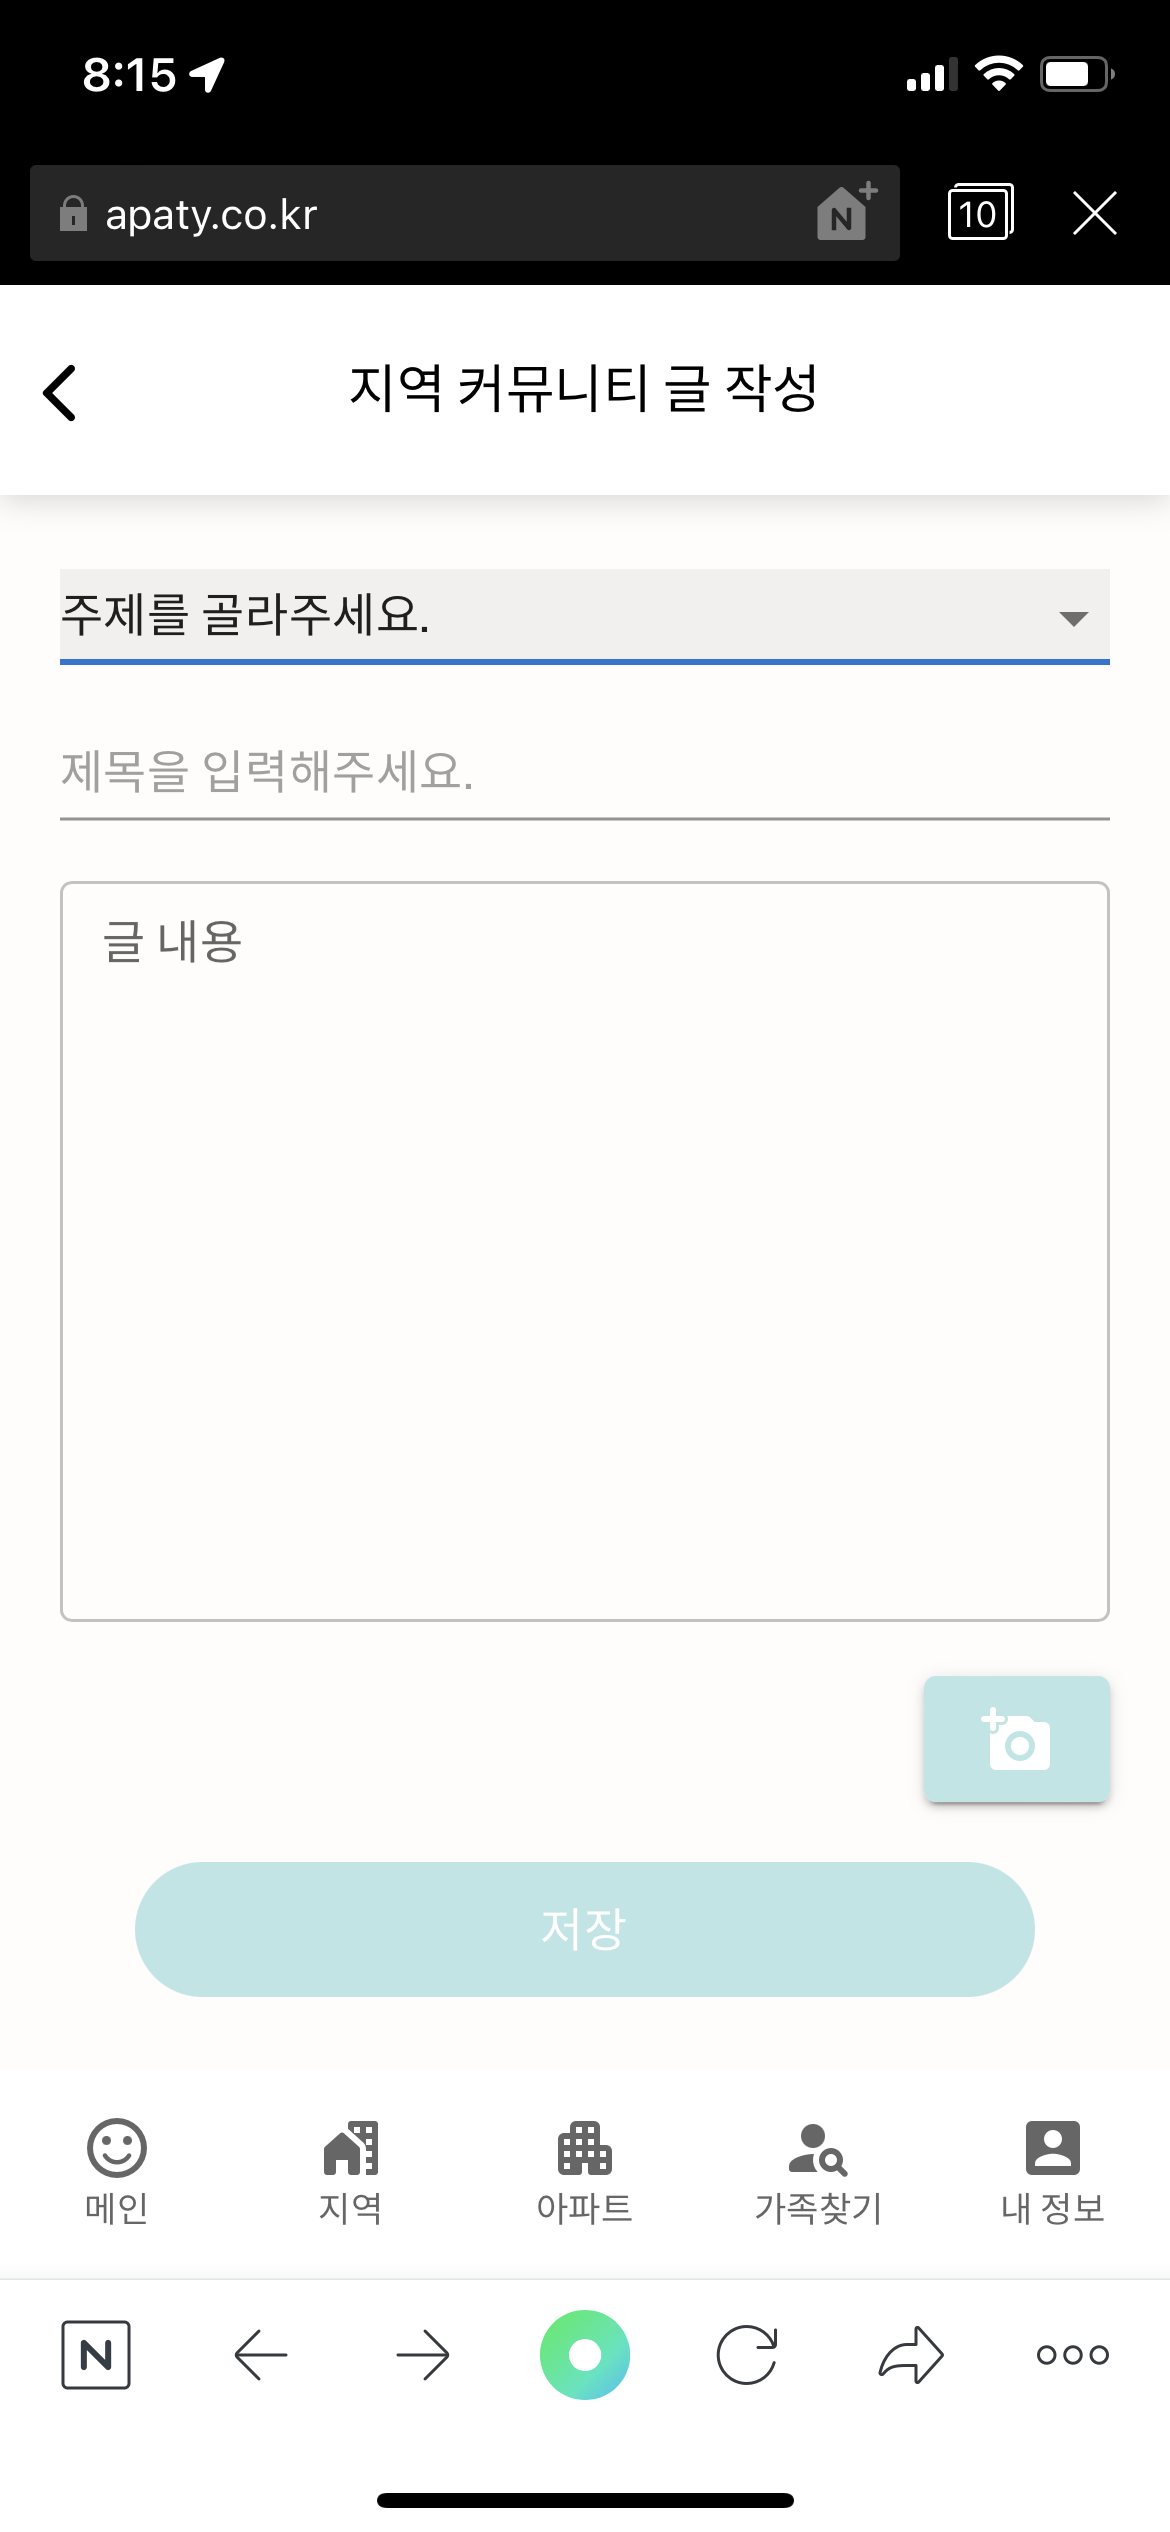 8:15
apaty.co.kr
N
10
지역 커뮤니티 글 작성
주제를 골라주세요.
제목을 입력해주세요.
글 내용
저장
메인
지역
아파트
가족찾기
내 정보
N